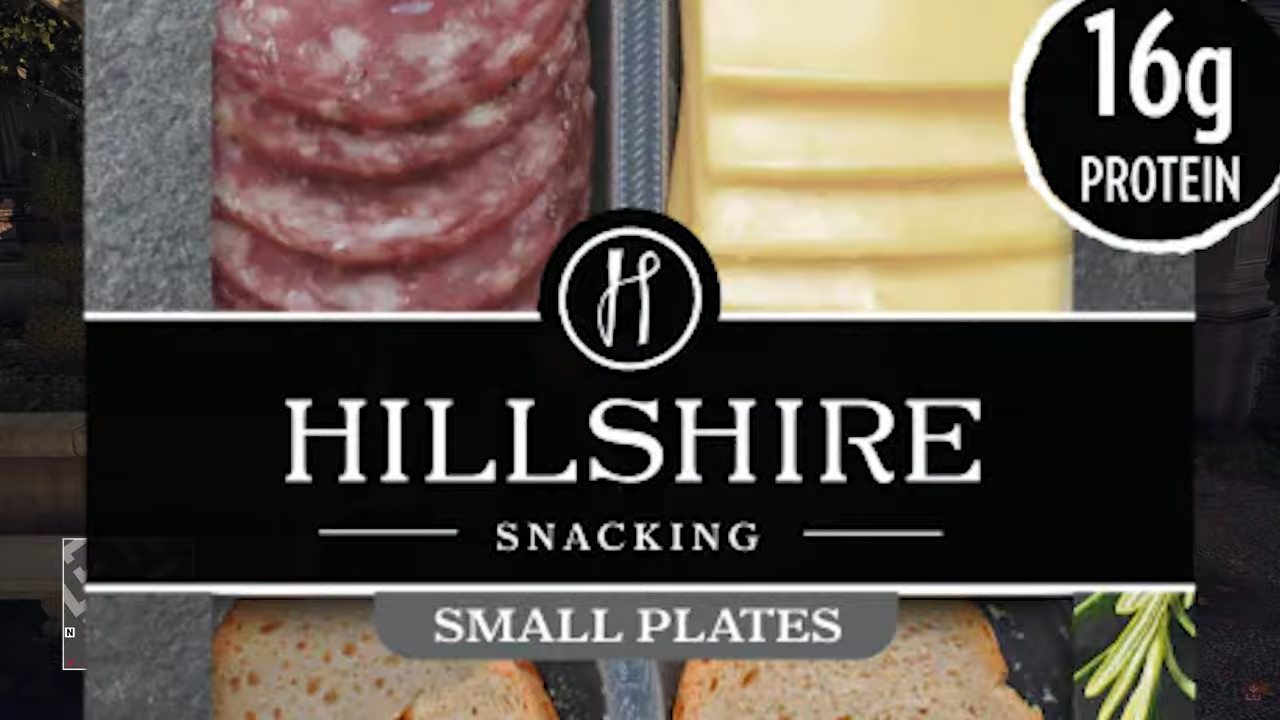 16g
PROTEIN
H
HILLSHIRE
SNACKING
SMALL PLATES
N